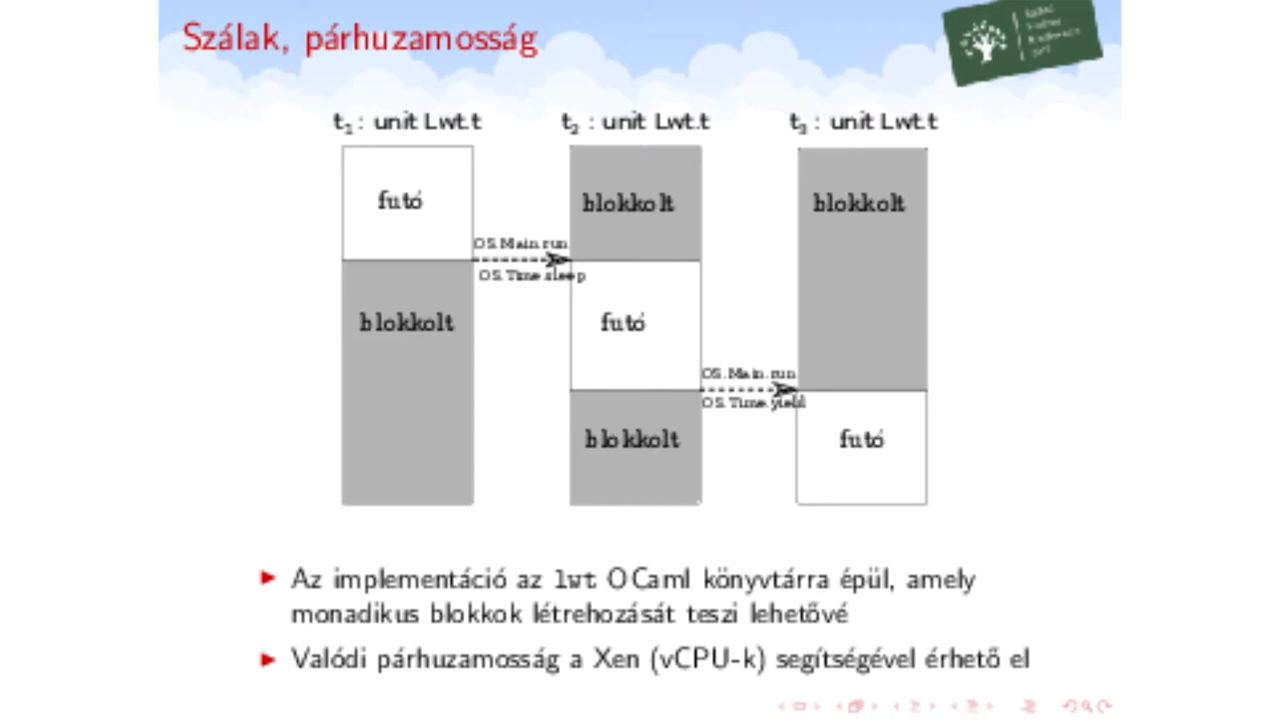 Szálak, párhuzamosság
t₁ : unit Lwt.t
t₂ : unit Lwt.t
t₃ : unit Lwt.t
futó
blokkolt
blokkolt
OS.Main.run
OS.Time.sleep
blokkolt
futó
OS.Main.run
OS.Time.yield
blokkolt
futó
Az implementáció az lwt OCaml könyvtárra épül, amely
monadikus blokkok létrehozását teszi lehetővé
Valódi párhuzamosság a Xen (vCPU-k) segítségével érhető el